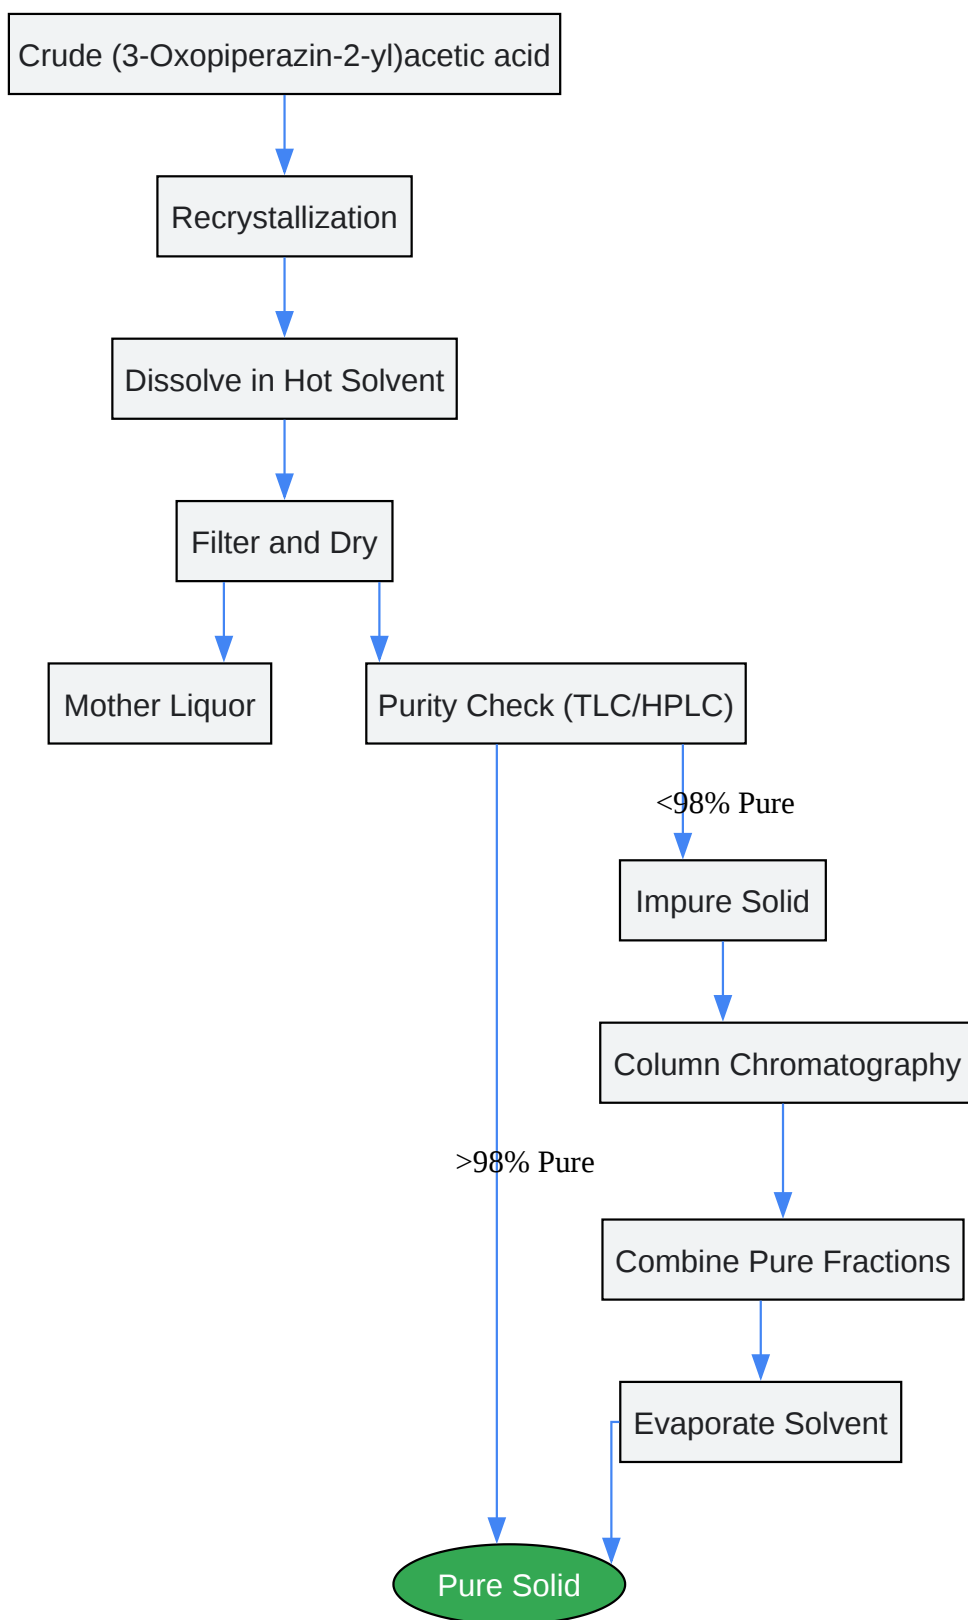 Crude (3-Oxopiperazin-2-yl)acetic acid
Recrystallization
Dissolve in Hot Solvent
Filter and Dry
Mother Liquor
Purity Check (TLC/HPLC)
<98% Pure
Impure Solid
Column Chromatography
>98% Pure
Combine Pure Fractions
Evaporate Solvent
Pure Solid